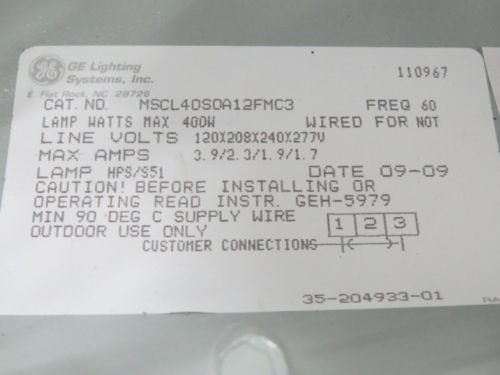 GE Lighting
Systems, Inc.
E. Flat Rock, NC 28726
110967
CAT. NO. MSCL40S0A12FMC3 FREQ 60
LAMP WATTS MAX 400W WIRED FOR NOT
LINE VOLTS 120X208X240X277V
MAX AMPS 3.9/2.3/1.9/1.7
LAMP HPS/S51 DATE 09-09
CAUTION! BEFORE INSTALLING OR
OPERATING READ INSTR. GEH-5979
MIN 90 DEG C SUPPLY WIRE
OUTDOOR USE ONLY
1 2 3
CUSTOMER CONNECTIONS
35-204933-01